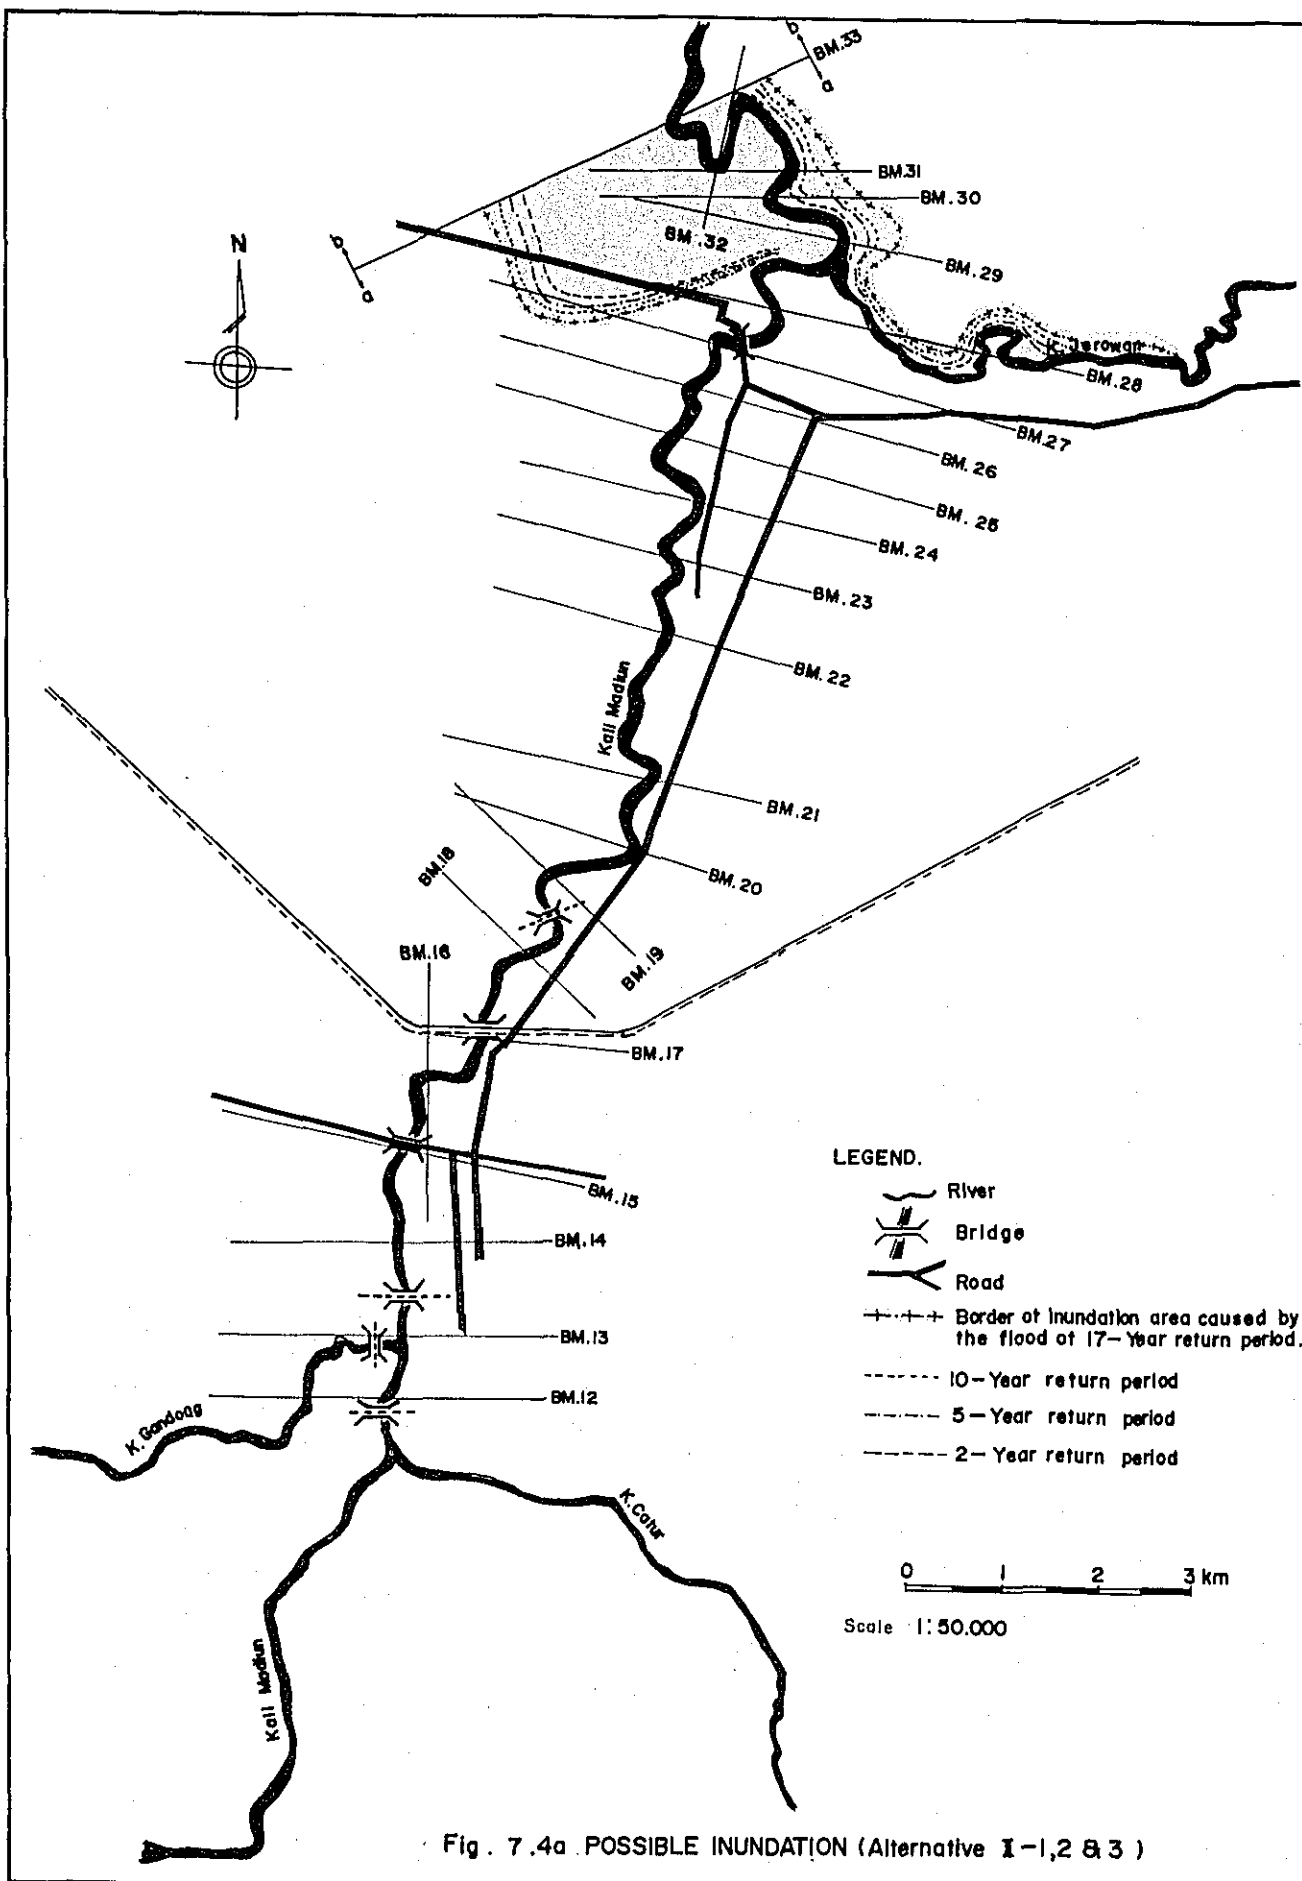 b
BM.33
a
BM.31
BM.30
BM.32
BM.29
N
b
a
K. Jerowan
BM.28
BM.27
BM.26
BM.25
BM.24
BM.23
BM.22
Kali Madiun
BM.21
BM.20
BM.18
BM.19
BM.16
BM.17
BM.15
BM.14
BM.13
BM.12
K. Gandong
K. Catur
Kali Madiun
LEGEND.
River
Bridge
Road
Border of inundation area caused by
the flood of 17-Year return period.
10-Year return period
5-Year return period
2-Year return period
0 1 2 3 km
Scale 1:50.000
Fig. 7.4a POSSIBLE INUNDATION (Alternative I-1,2 & 3)